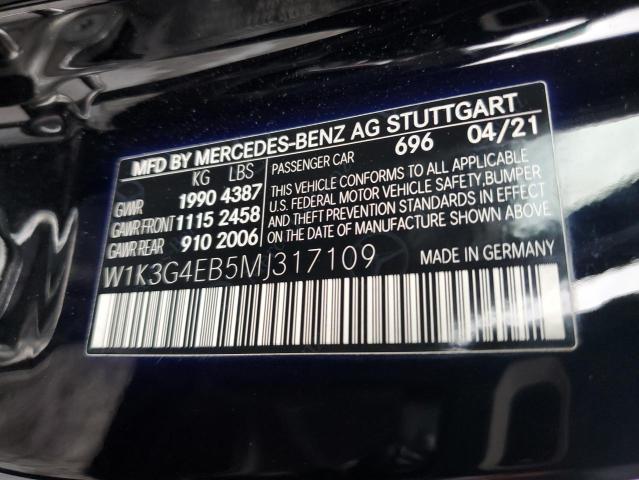 MFD BY MERCEDES-BENZ AG STUTTGART
KG LBS PASSENGER CAR 696 04/21
GVWR 1990 4387
GAWR FRONT 1115 2458
GAWR REAR 910 2006
THIS VEHICLE CONFORMS TO ALL APPLICABLE
U.S. FEDERAL MOTOR VEHICLE SAFETY, BUMPER
AND THEFT PREVENTION STANDARDS IN EFFECT
ON THE DATE OF MANUFACTURE SHOWN ABOVE.
W1K3G4EB5MJ317109 MADE IN GERMANY